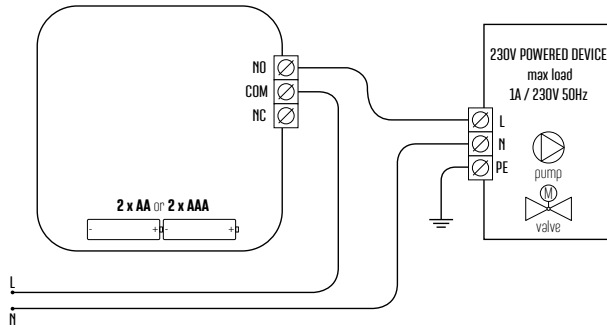 NO
COM
NC
2 x AA or 2 x AAA
- + - +
L
N
230V POWERED DEVICE
max load
1A / 230V 50Hz
L
N
PE
pump
M
valve